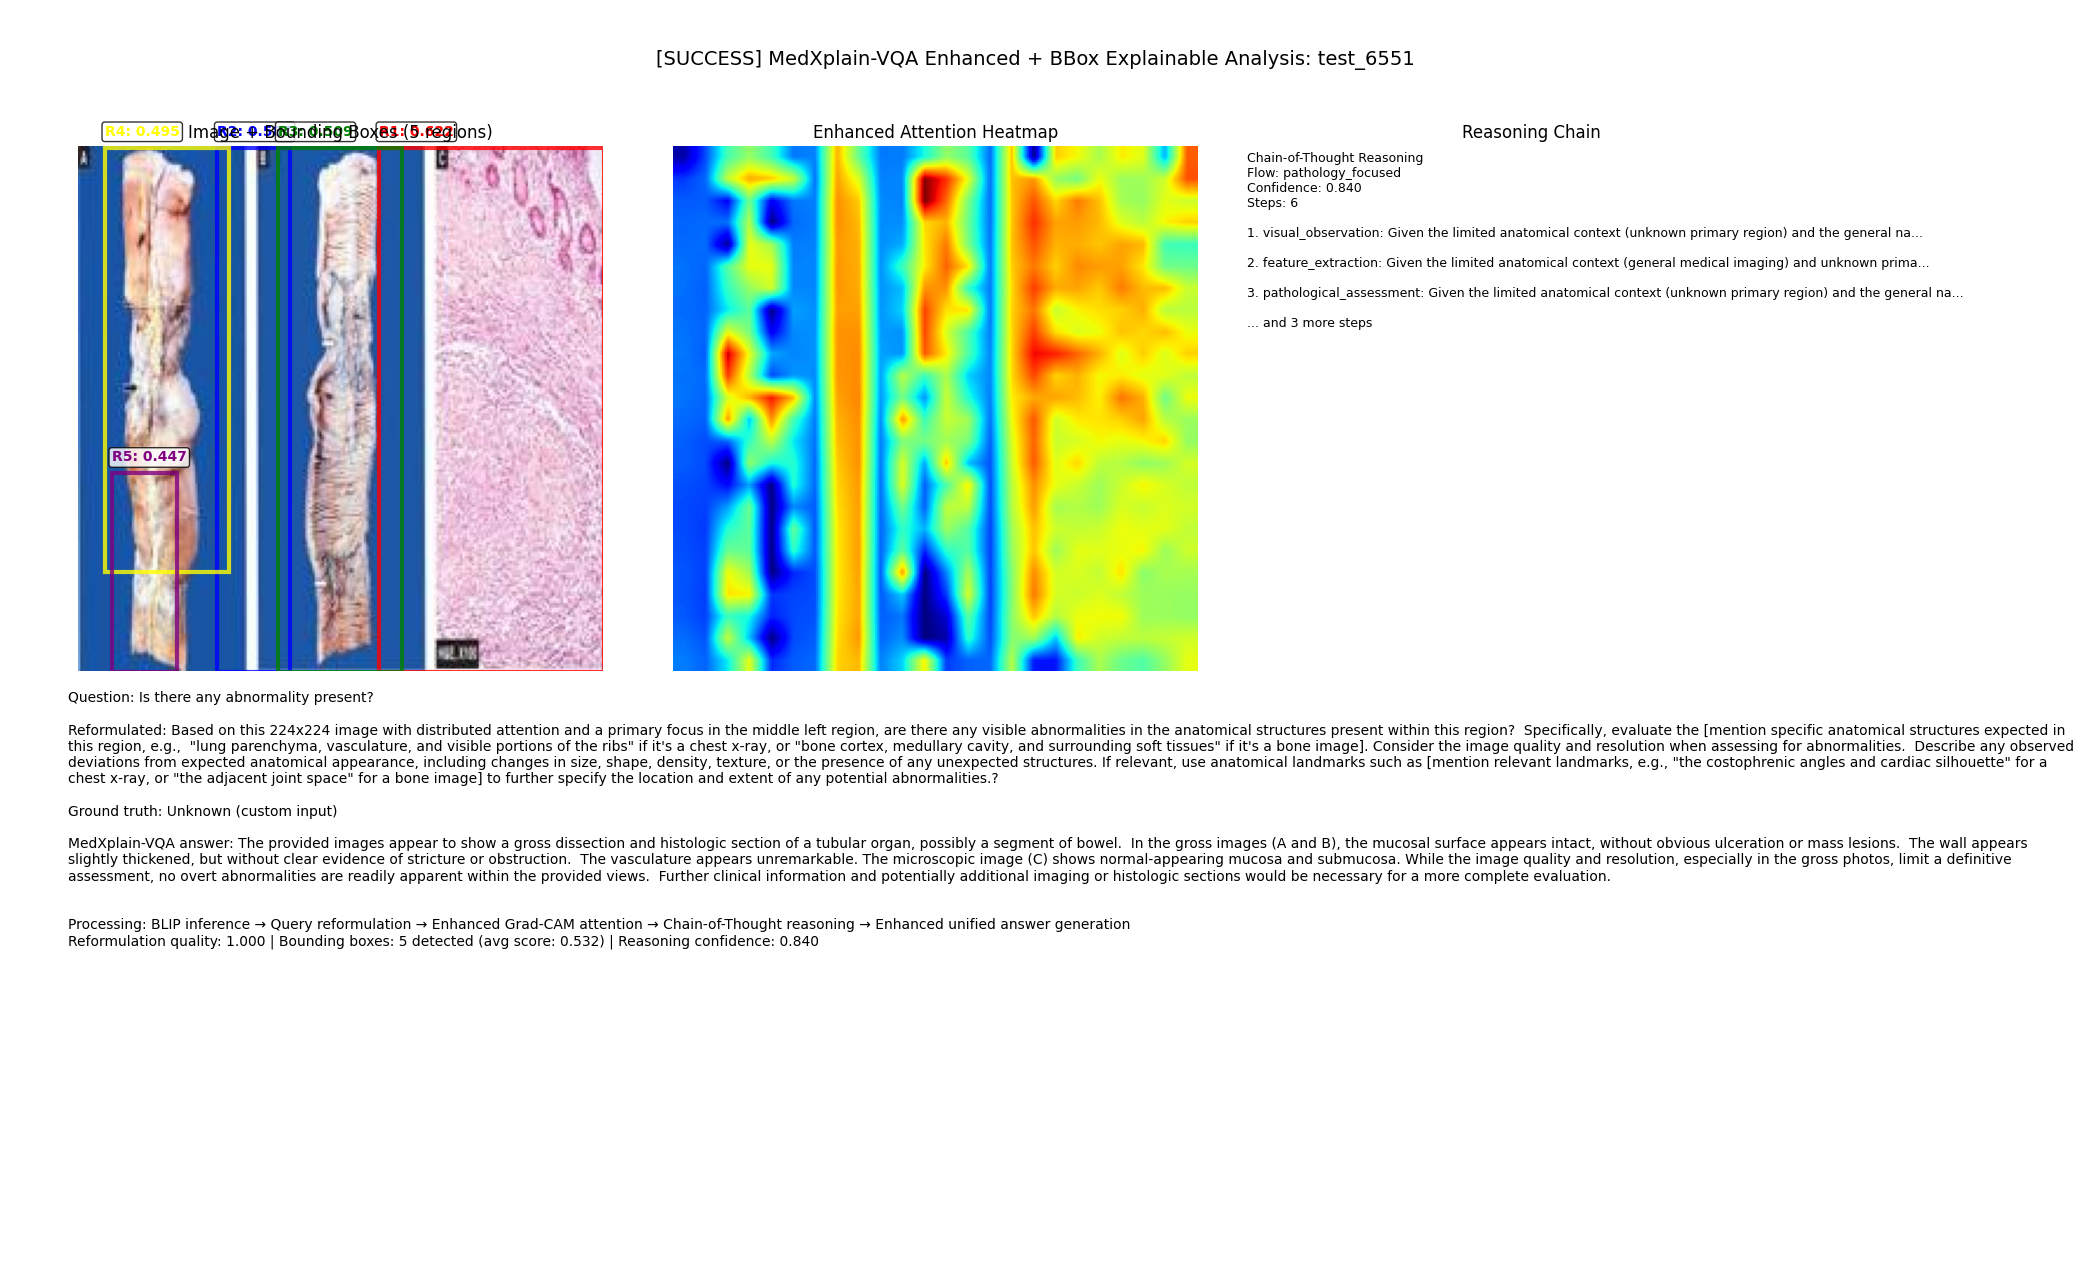 [SUCCESS] MedXplain-VQA Enhanced + BBox Explainable Analysis: test_6551
Image + Bounding Boxes (5 regions)
R4: 0.495
R3: 0.509
R1: 0.622
A
B
C
R5: 0.447
Enhanced Attention Heatmap
Reasoning Chain
Chain-of-Thought Reasoning
Flow: pathology_focused
Confidence: 0.840
Steps: 6
1. visual_observation: Given the limited anatomical context (unknown primary region) and the general na...
2. feature_extraction: Given the limited anatomical context (general medical imaging) and unknown prima...
3. pathological_assessment: Given the limited anatomical context (unknown primary region) and the general na...
... and 3 more steps
Question: Is there any abnormality present?
Reformulated: Based on this 224x224 image with distributed attention and a primary focus in the middle left region, are there any visible abnormalities in the anatomical structures present within this region?  Specifically, evaluate the [mention specific anatomical structures expected in
this region, e.g.,  "lung parenchyma, vasculature, and visible portions of the ribs" if it's a chest x-ray, or "bone cortex, medullary cavity, and surrounding soft tissues" if it's a bone image]. Consider the image quality and resolution when assessing for abnormalities.  Describe any observed
deviations from expected anatomical appearance, including changes in size, shape, density, texture, or the presence of any unexpected structures. If relevant, use anatomical landmarks such as [mention relevant landmarks, e.g., "the costophrenic angles and cardiac silhouette" for a
chest x-ray, or "the adjacent joint space" for a bone image] to further specify the location and extent of any potential abnormalities.?
Ground truth: Unknown (custom input)
MedXplain-VQA answer: The provided images appear to show a gross dissection and histologic section of a tubular organ, possibly a segment of bowel.  In the gross images (A and B), the mucosal surface appears intact, without obvious ulceration or mass lesions.  The wall appears
slightly thickened, but without clear evidence of stricture or obstruction.  The vasculature appears unremarkable. The microscopic image (C) shows normal-appearing mucosa and submucosa. While the image quality and resolution, especially in the gross photos, limit a definitive
assessment, no overt abnormalities are readily apparent within the provided views.  Further clinical information and potentially additional imaging or histologic sections would be necessary for a more complete evaluation.
Processing: BLIP inference → Query reformulation → Enhanced Grad-CAM attention → Chain-of-Thought reasoning → Enhanced unified answer generation
Reformulation quality: 1.000 | Bounding boxes: 5 detected (avg score: 0.532) | Reasoning confidence: 0.840